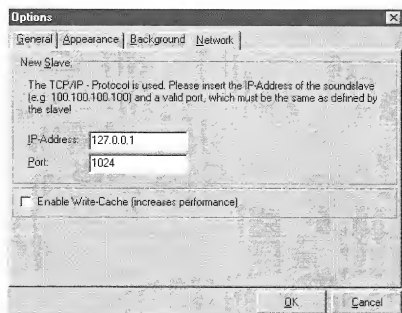 Options
General Appearance Background Network
New Slave:
The TCP/IP - Protocol is used. Please insert the IP-Address of the soundslave
(e.g. 100.100.100.100) and a valid port, which must be the same as defined by
the slave!
IP-Address: 127.0.0.1
Port: 1024
Enable Write-Cache (increases performance)
OK Cancel